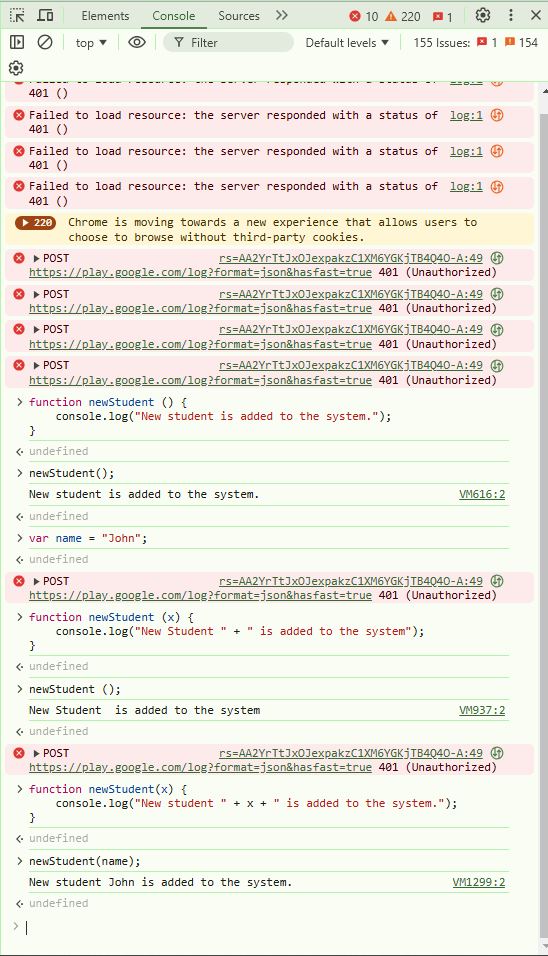 Elements Console Sources 10 220 1
top Filter Default levels 155 Issues: 1 154
Failed to load resource: the server responded with a status of log:1
401 ()
Failed to load resource: the server responded with a status of log:1
401 ()
Failed to load resource: the server responded with a status of log:1
401 ()
Failed to load resource: the server responded with a status of log:1
401 ()
220 Chrome is moving towards a new experience that allows users to
choose to browse without third-party cookies.
POST rs=AA2YrTtJxOJexpakzC1XM6YGKjTB4Q4O-A:49
https://play.google.com/log?format=json&hasfast=true 401 (Unauthorized)
POST rs=AA2YrTtJxOJexpakzC1XM6YGKjTB4Q4O-A:49
https://play.google.com/log?format=json&hasfast=true 401 (Unauthorized)
POST rs=AA2YrTtJxOJexpakzC1XM6YGKjTB4Q4O-A:49
https://play.google.com/log?format=json&hasfast=true 401 (Unauthorized)
POST rs=AA2YrTtJxOJexpakzC1XM6YGKjTB4Q4O-A:49
https://play.google.com/log?format=json&hasfast=true 401 (Unauthorized)
> function newStudent () {
console.log("New student is added to the system.");
}
undefined
> newStudent();
New student is added to the system. VM616:2
undefined
> var name = "John";
undefined
POST rs=AA2YrTtJxOJexpakzC1XM6YGKjTB4Q4O-A:49
https://play.google.com/log?format=json&hasfast=true 401 (Unauthorized)
> function newStudent (x) {
console.log("New Student " + " is added to the system");
}
undefined
> newStudent ();
New Student  is added to the system VM937:2
undefined
POST rs=AA2YrTtJxOJexpakzC1XM6YGKjTB4Q4O-A:49
https://play.google.com/log?format=json&hasfast=true 401 (Unauthorized)
> function newStudent(x) {
console.log("New student " + x + " is added to the system.");
}
undefined
> newStudent(name);
New student John is added to the system. VM1299:2
undefined
>